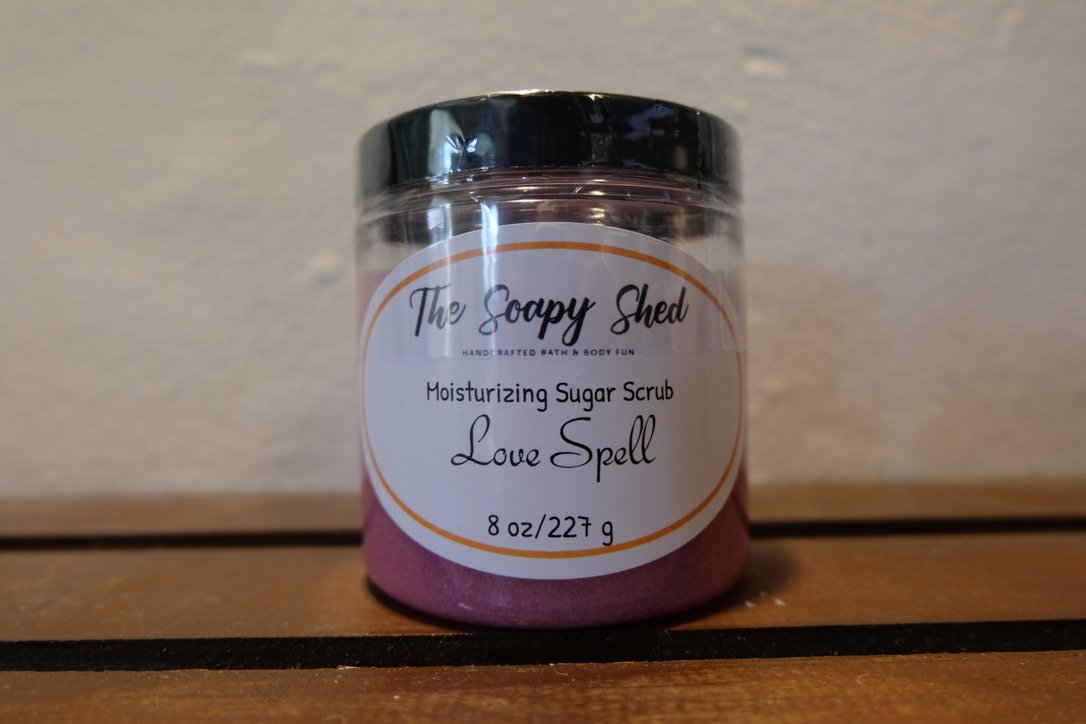 The Soapy Shed
HANDCRAFTED BATH & BODY FUN
Moisturizing Sugar Scrub
Love Spell
8 oz/227 g